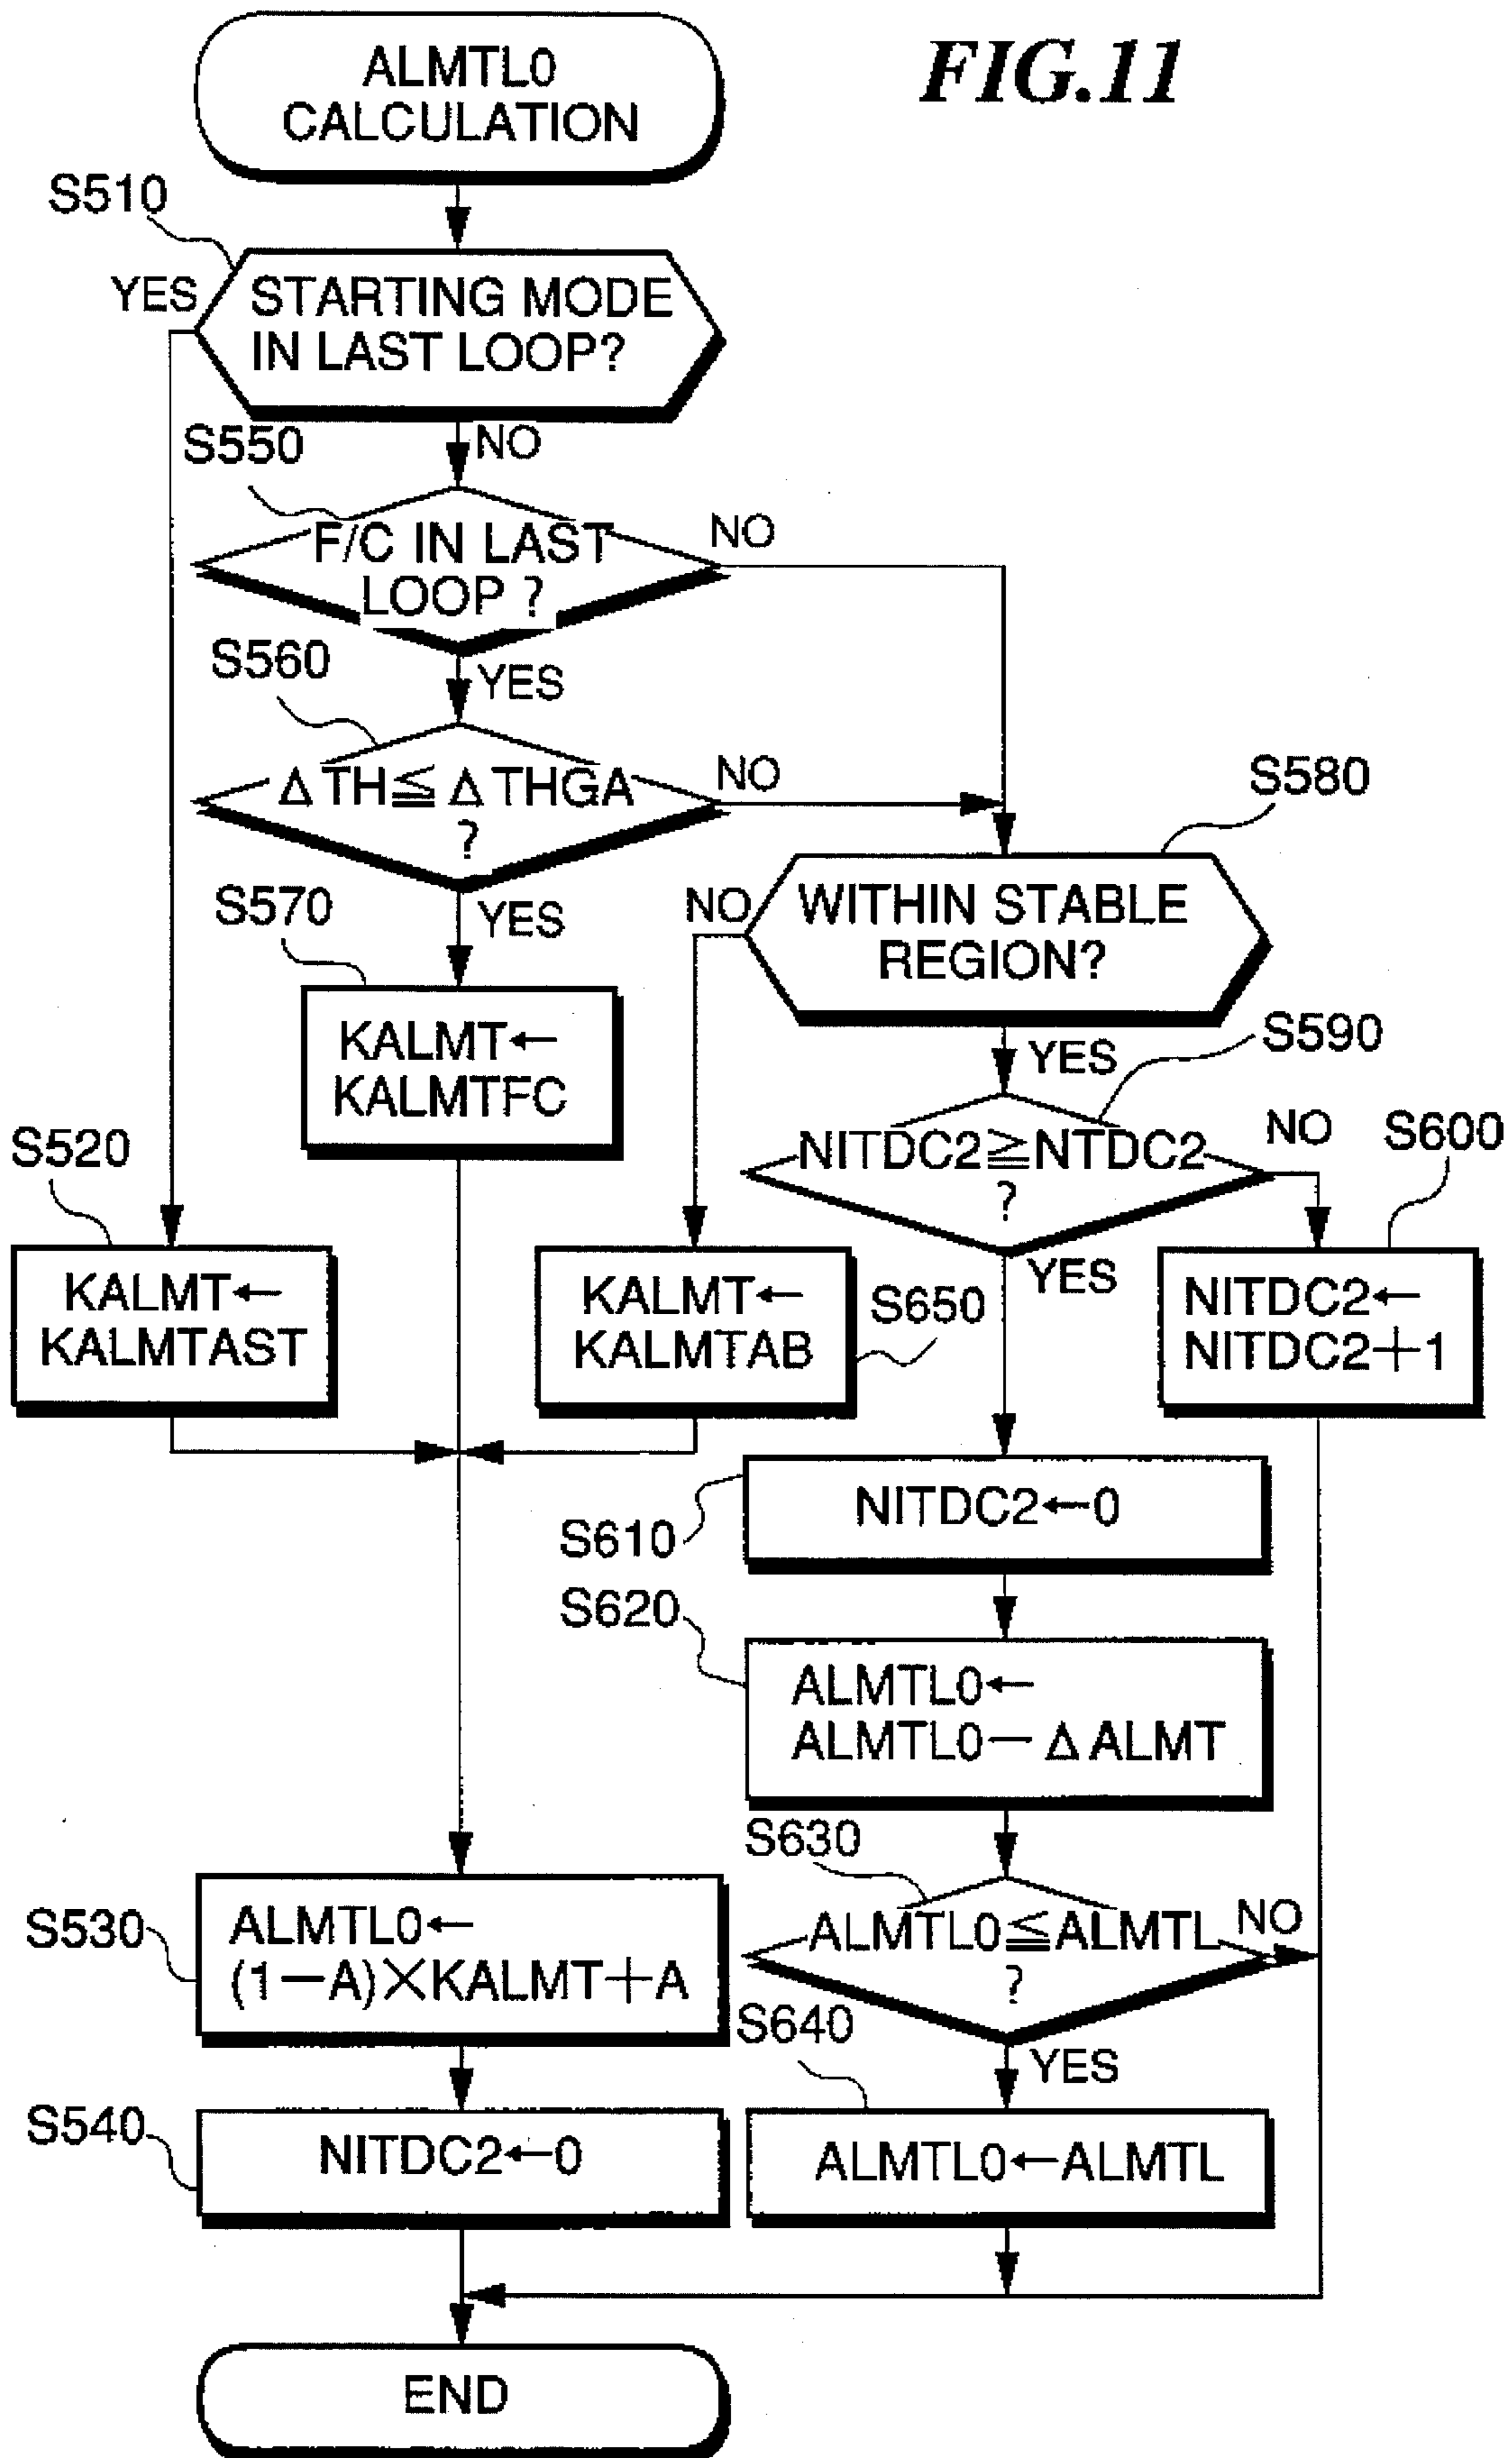 FIG.11
ALMTL0
CALCULATION
S510
YES
STARTING MODE
IN LAST LOOP?
NO
S550
F/C IN LAST
LOOP ?
NO
YES
S560
Δ TH≦ Δ THGA
?
NO
YES
S580
WITHIN STABLE
REGION?
NO
YES
S570
KALMT←
KALMTFC
S590
NITDC2≧NTDC2
?
NO
YES
S600
NITDC2←
NITDC2+1
S520
KALMT←
KALMTAST
KALMT←
KALMTAB
S650
S610
NITDC2←0
S620
ALMTL0←
ALMTL0− Δ ALMT
S630
ALMTL0≦ALMTL
?
NO
YES
S530
ALMTL0←
(1−A)×KALMT+A
S640
ALMTL0←ALMTL
S540
NITDC2←0
END